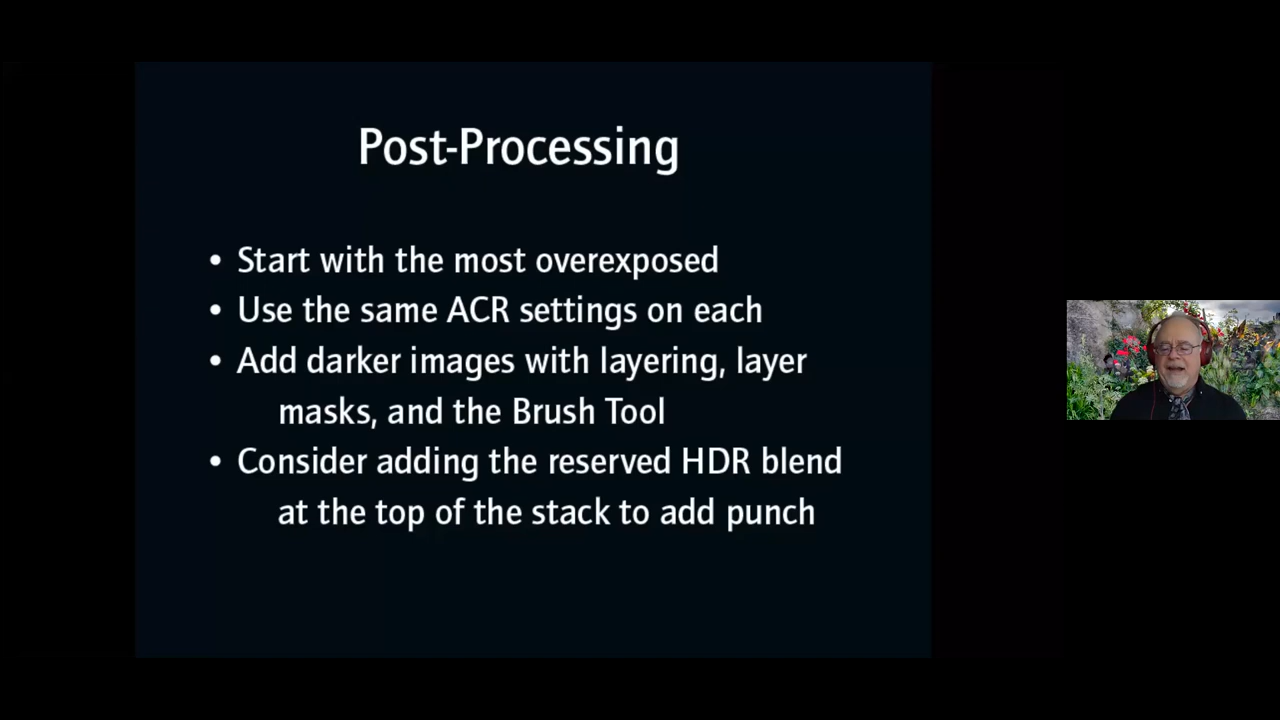 Post-Processing
• Start with the most overexposed
• Use the same ACR settings on each
• Add darker images with layering, layer
masks, and the Brush Tool
• Consider adding the reserved HDR blend
at the top of the stack to add punch